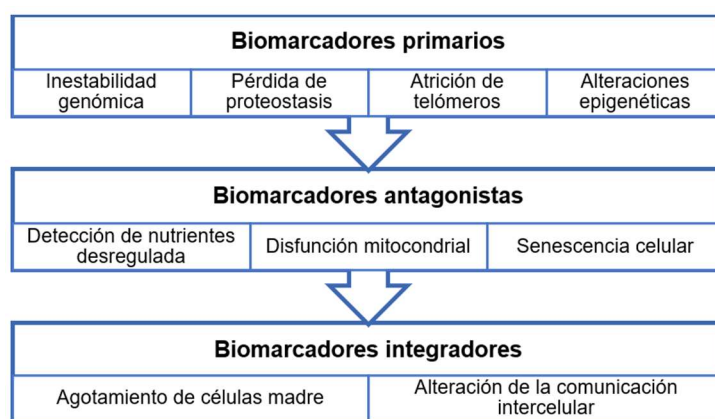 Biomarcadores primarios
Inestabilidad
genómica
Pérdida de
proteostasis
Atrición de
telómeros
Alteraciones
epigenéticas
Biomarcadores antagonistas
Detección de nutrientes
desregulada
Disfunción mitocondrial
Senescencia celular
Biomarcadores integradores
Agotamiento de células madre
Alteración de la comunicación
intercelular